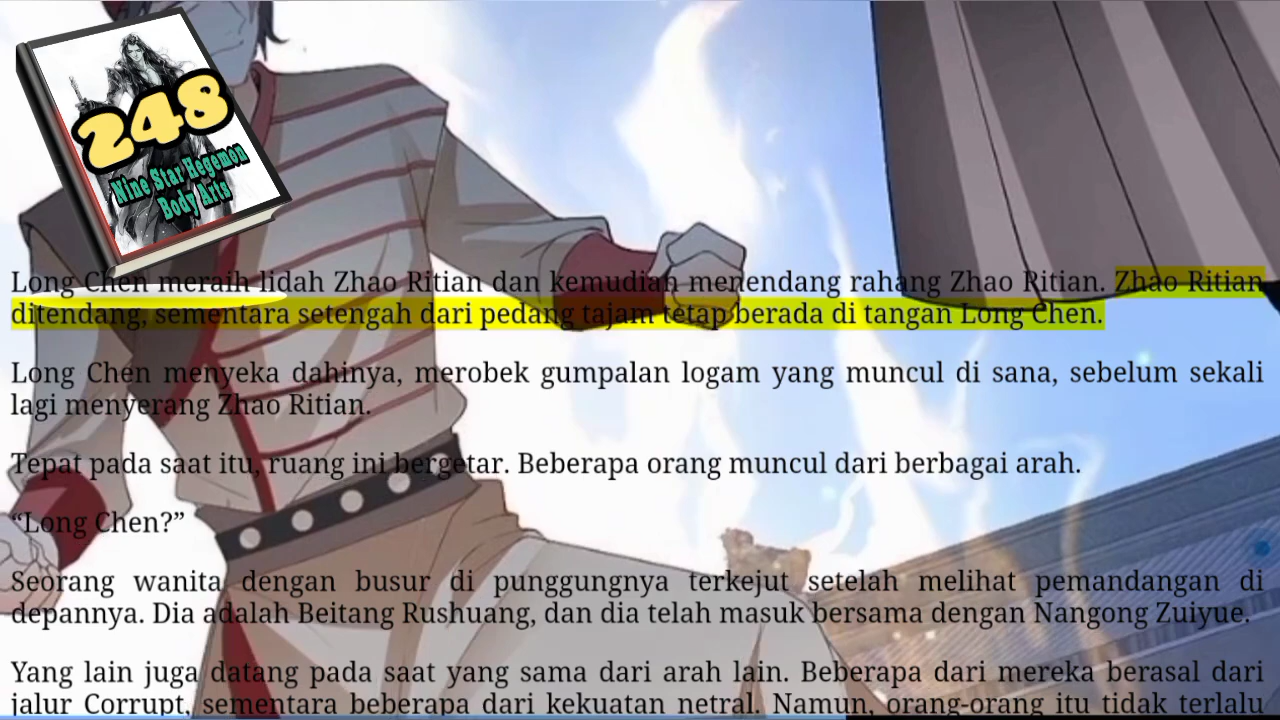 248
Nine Star Hegemon
Body Arts
Long Chen meraih lidah Zhao Ritian dan kemudian menendang rahang Zhao Ritian. Zhao Ritian
ditendang, sementara setengah dari pedang tajam tetap berada di tangan Long Chen.
Long Chen menyeka dahinya, merobek gumpalan logam yang muncul di sana, sebelum sekali
lagi menyerang Zhao Ritian.
Tepat pada saat itu, ruang ini bergetar. Beberapa orang muncul dari berbagai arah.
“Long Chen?”
Seorang wanita dengan busur di punggungnya terkejut setelah melihat pemandangan di
depannya. Dia adalah Beitang Rushuang, dan dia telah masuk bersama dengan Nangong Zuiyue.
Yang lain juga datang pada saat yang sama dari arah lain. Beberapa dari mereka berasal dari
jalur Corrupt, sementara beberapa dari kekuatan netral. Namun, orang-orang itu tidak terlalu